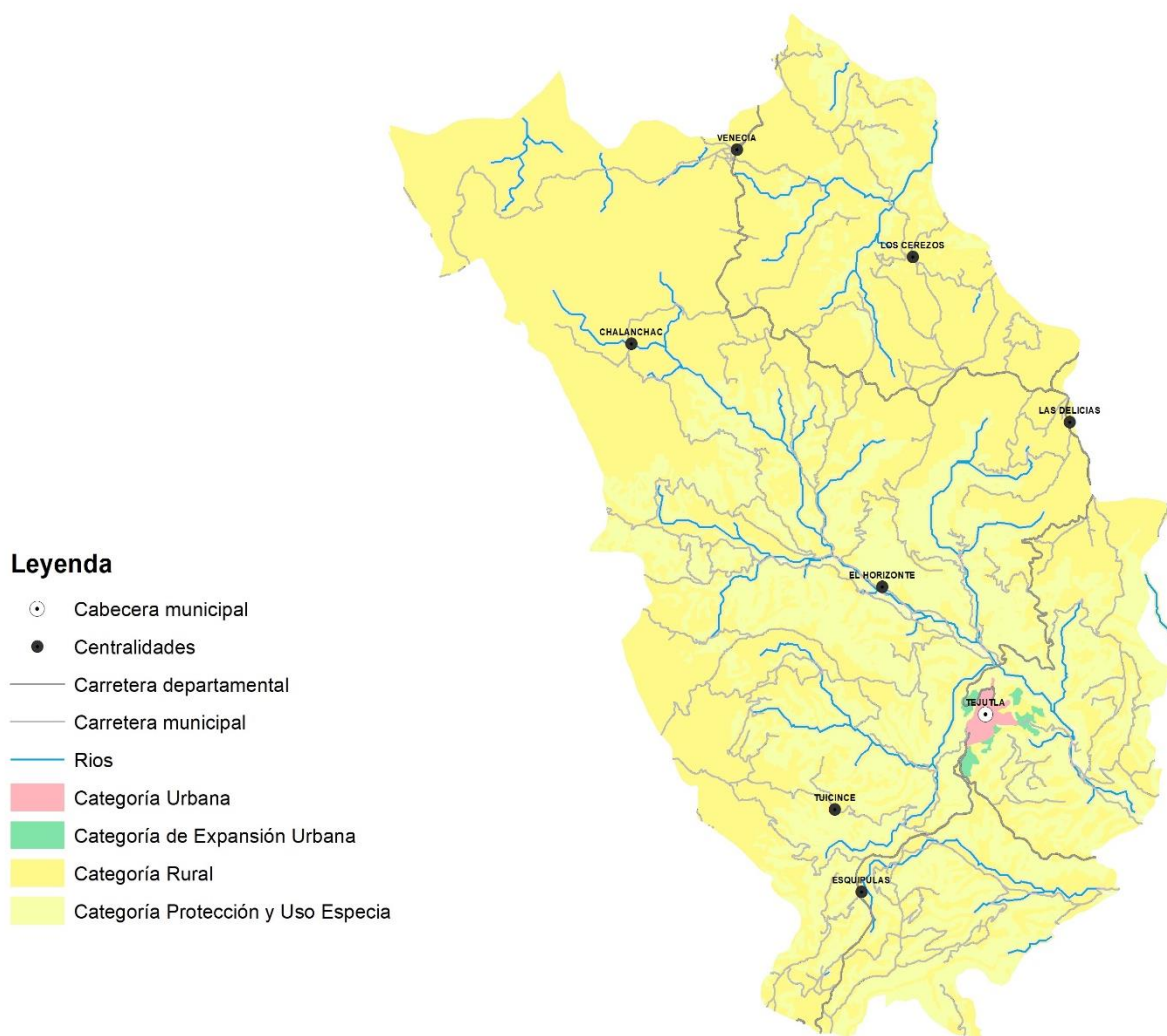 VENECIA
LOS CEREZOS
CHALANCHAC
LAS DELICIAS
EL HORIZONTE
TEJUTLA
TUICINCE
ESQUIPULAS
Leyenda
Cabecera municipal
Centralidades
Carretera departamental
Carretera municipal
Rios
Categoría Urbana
Categoría de Expansión Urbana
Categoría Rural
Categoría Protección y Uso Especia